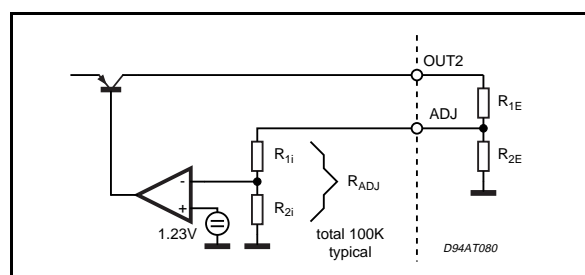 OUT2
R1E
ADJ
R1i
R2E
RADJ
-
R2i
+
1.23V
total 100K
typical
D94AT080